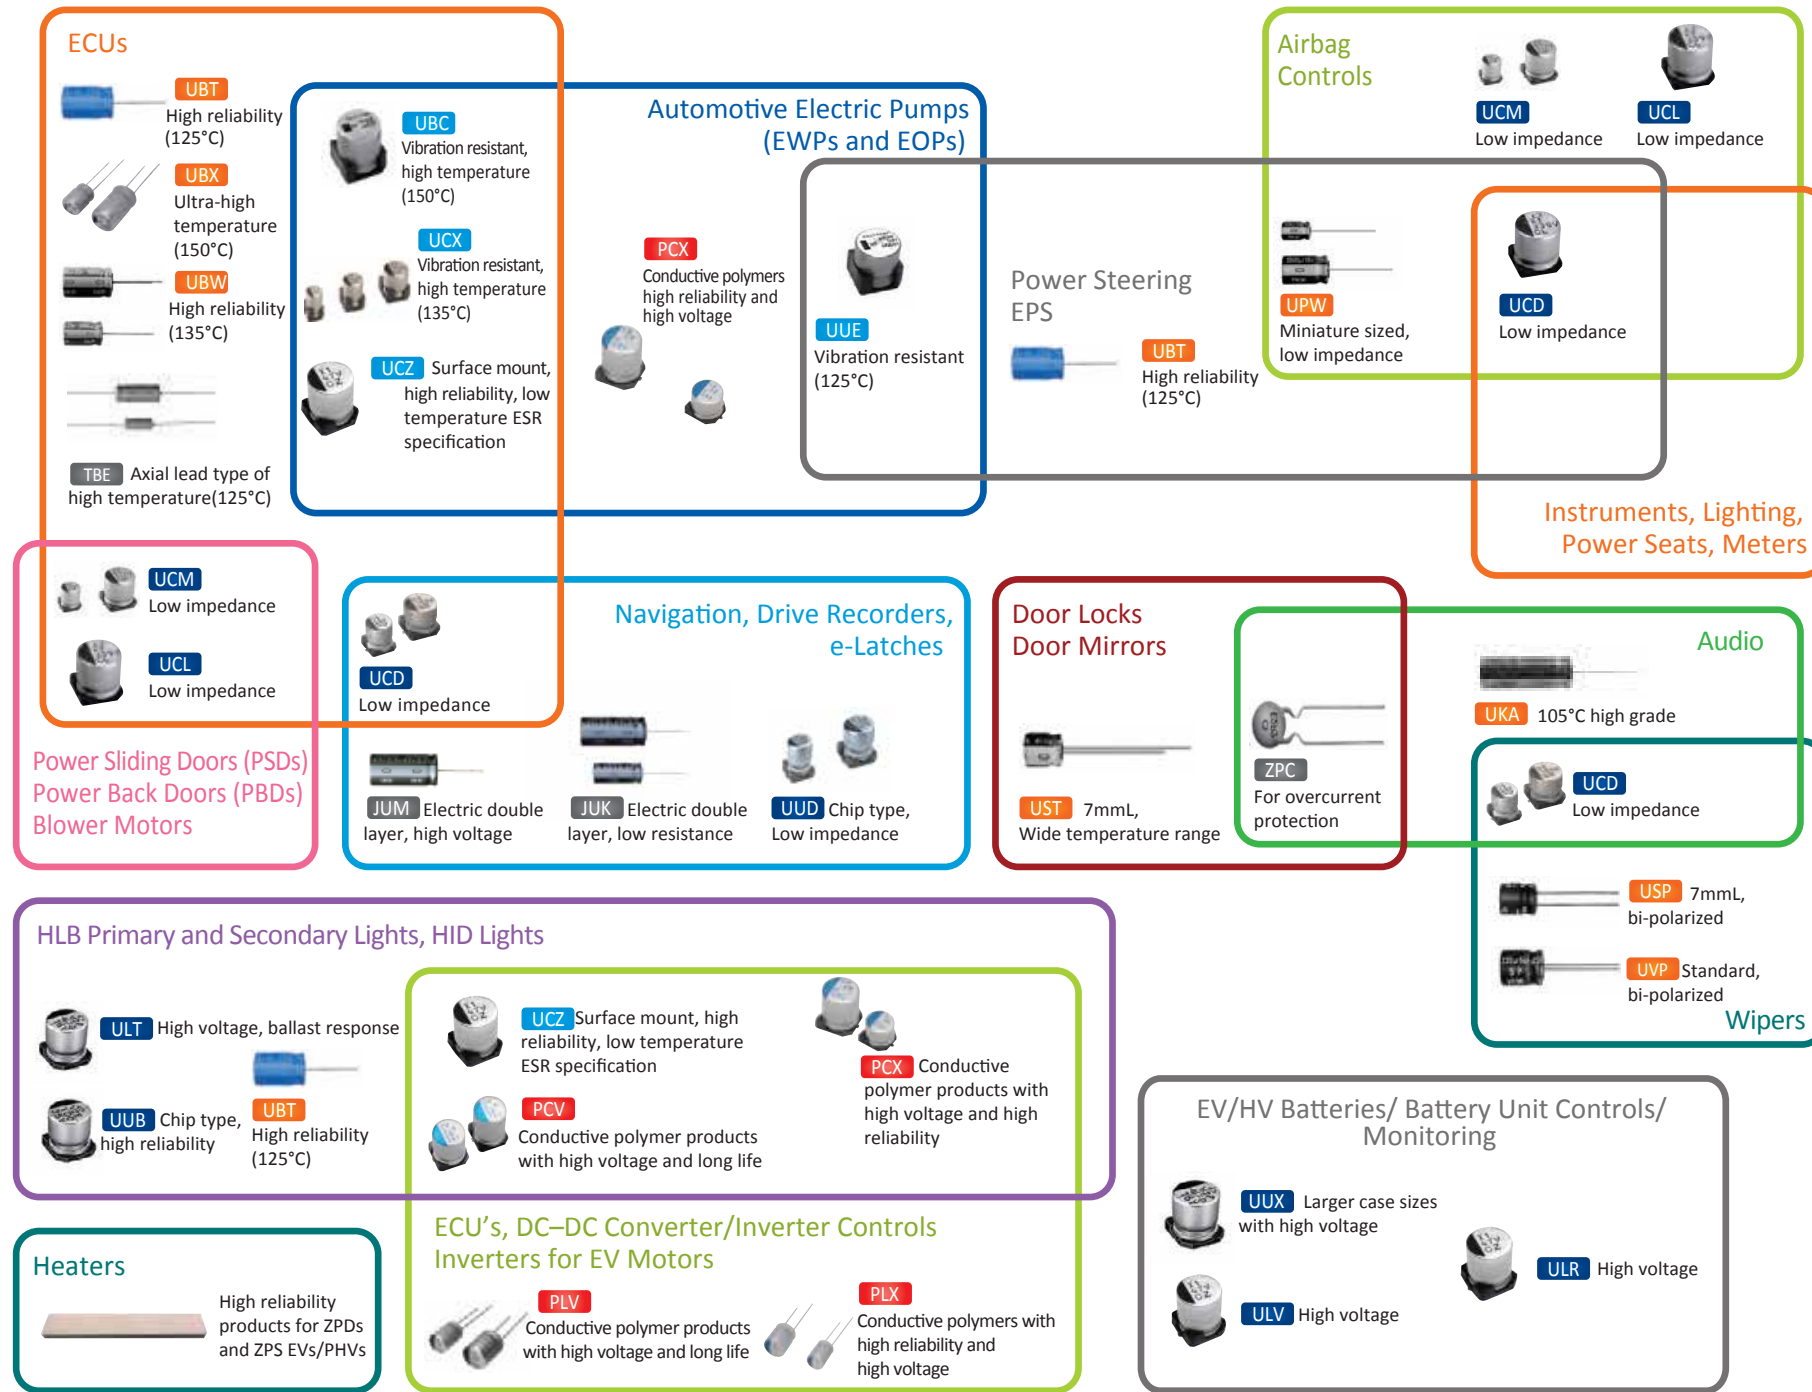 ECUs
UBT
High reliability
(125°C)
UBX
Ultra-high
temperature
(150°C)
UBW
High reliability
(135°C)
TBE Axial lead type of
high temperature(125°C)
Automotive Electric Pumps
(EWPs and EOPs)
UBC
Vibration resistant,
high temperature
(150°C)
UCX
Vibration resistant,
high temperature
(135°C)
UCZ Surface mount,
high reliability, low
temperature ESR
specification
PCX
Conductive polymers
high reliability and
high voltage
UUE
Vibration resistant
(125°C)
Power Steering
EPS
UBT
High reliability
(125°C)
Airbag
Controls
UCM
Low impedance
UCL
Low impedance
UPW
Miniature sized,
low impedance
UCD
Low impedance
Instruments, Lighting,
Power Seats, Meters
UCM
Low impedance
UCL
Low impedance
Power Sliding Doors (PSDs)
Power Back Doors (PBDs)
Blower Motors
Navigation, Drive Recorders,
e-Latches
UCD
Low impedance
JUM Electric double
layer, high voltage
JUK Electric double
layer, low resistance
UUD Chip type,
Low impedance
Door Locks
Door Mirrors
UST 7mmL,
Wide temperature range
ZPC
For overcurrent
protection
Audio
UKA 105°C high grade
UCD
Low impedance
USP 7mmL,
bi-polarized
UVP Standard,
bi-polarized
Wipers
HLB Primary and Secondary Lights, HID Lights
ULT High voltage, ballast response
UUB Chip type,
high reliability
UBT
High reliability
(125°C)
UCZ Surface mount, high
reliability, low temperature
ESR specification
PCV
Conductive polymer products
with high voltage and long life
PCX Conductive
polymer products with
high voltage and high
reliability
ECU's, DC–DC Converter/Inverter Controls
Inverters for EV Motors
PLV
Conductive polymer products
with high voltage and long life
PLX
Conductive polymers with
high reliability and
high voltage
EV/HV Batteries/ Battery Unit Controls/
Monitoring
UUX Larger case sizes
with high voltage
ULR High voltage
ULV High voltage
Heaters
High reliability
products for ZPDs
and ZPS EVs/PHVs